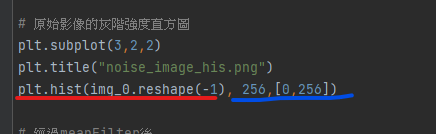 # 原始影像的灰階強度直方圖
plt.subplot(3,2,2)
plt.title("noise_image_his.png")
plt.hist(img_0.reshape(-1), 256,[0,256])
# 經過meanFilter後